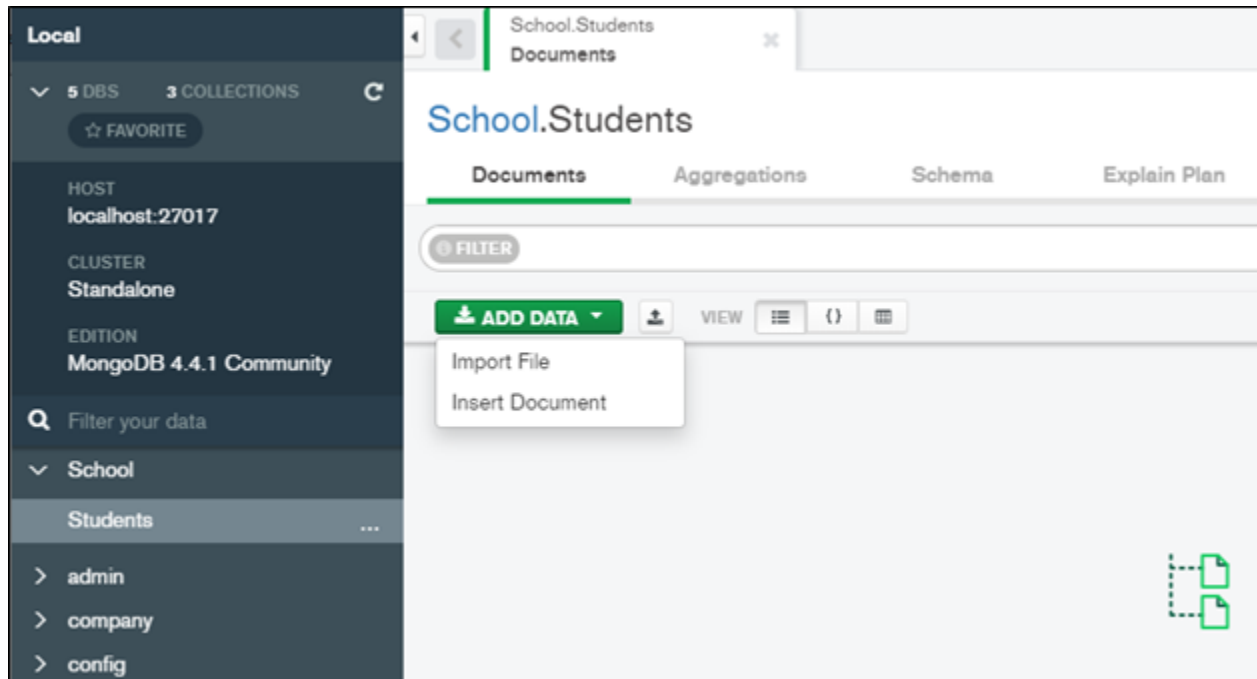 Local
5 DBS 3 COLLECTIONS
FAVORITE
HOST
localhost:27017
CLUSTER
Standalone
EDITION
MongoDB 4.4.1 Community
Filter your data
School
Students ...
admin
company
config
School.Students
Documents
School.Students
Documents Aggregations Schema Explain Plan
FILTER
ADD DATA VIEW {}
Import File
Insert Document